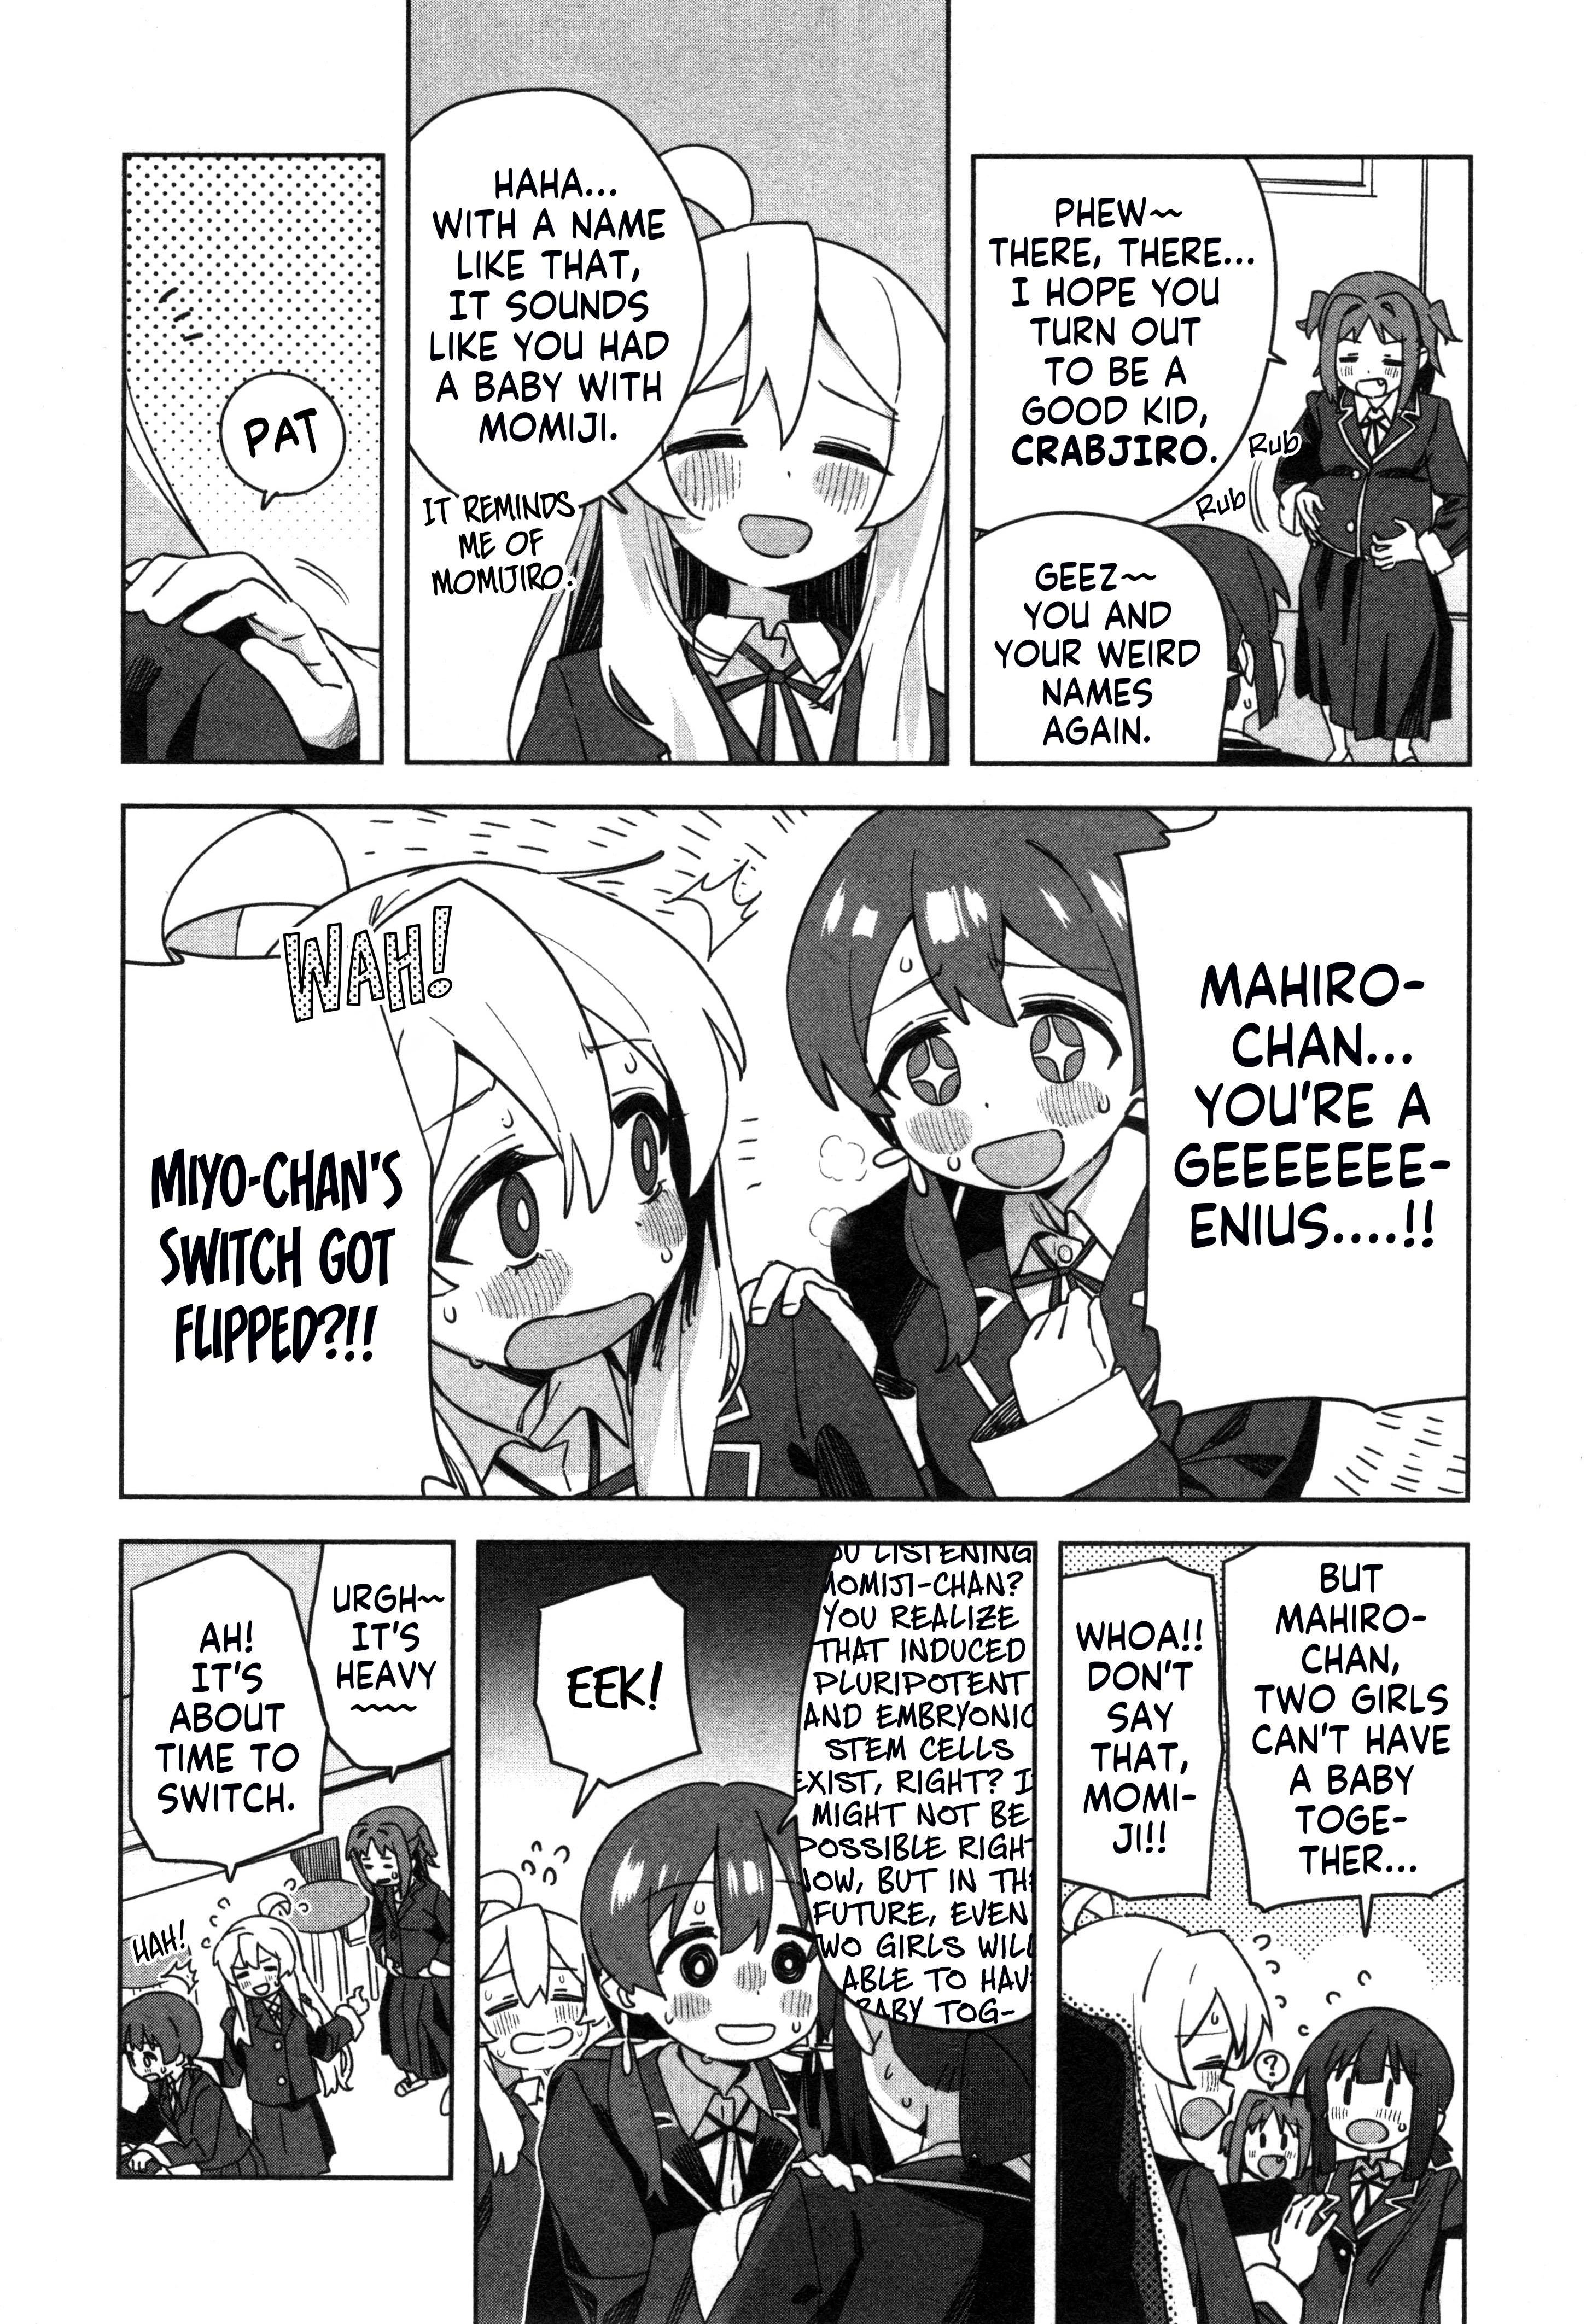 PHEW~~
THERE, THERE...
I HOPE YOU
TURN OUT
TO BE A
GOOD KID,
CRABJIRO.
Rub
Rub
GEEZ~~
YOU AND
YOUR WEIRD
NAMES
AGAIN.
HAHA...
WITH A NAME
LIKE THAT,
IT SOUNDS
LIKE YOU HAD
A BABY WITH
MOMIJI.
IT REMINDS
ME OF
MOMIJIRO.
PAT
MAHIRO-
CHAN...
YOU'RE A
GEEEEEEE-
ENIUS....!!
WAH!
MIYO-CHAN'S
SWITCH GOT
FLIPPED?!!
BUT
MAHIRO-
CHAN,
TWO GIRLS
CAN'T HAVE
A BABY
TOGE-
THER...
WHOA!!
DON'T
SAY
THAT,
MOMI-
JI!!
?
OU LISTENING
MOMIJI-CHAN?
YOU REALIZE
THAT INDUCED
PLURIPOTENT
AND EMBRYONIC
STEM CELLS
EXIST, RIGHT? I
MIGHT NOT BE
POSSIBLE RIGHT
NOW, BUT IN THE
FUTURE, EVEN
WO GIRLS WILL
ABLE TO HAV
BABY TOG-
EEK!
URGH~~
IT'S
HEAVY
~~~~
AH!
IT'S
ABOUT
TIME TO
SWITCH.
HAH!